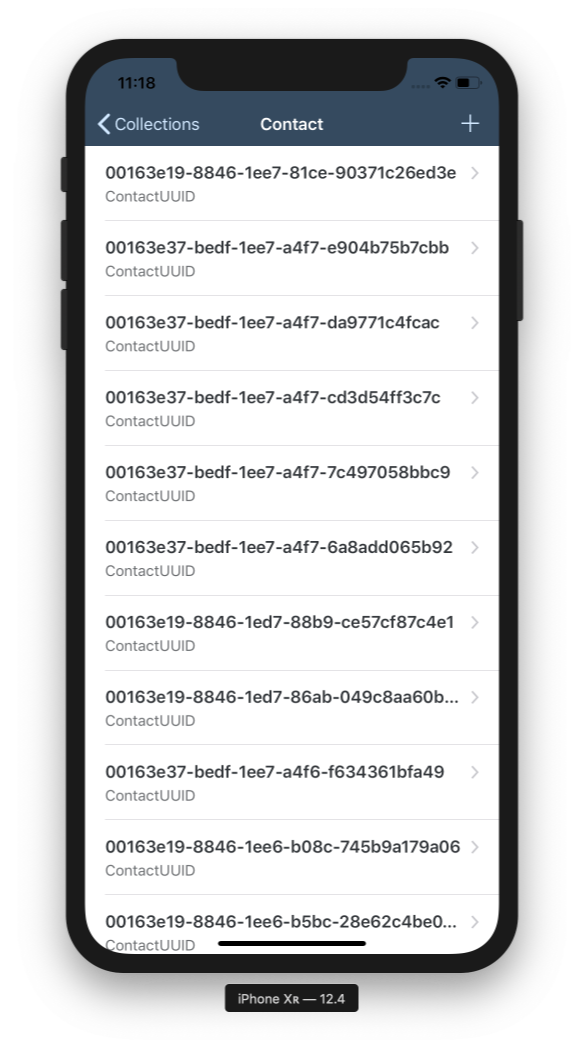 11:18
Collections Contact +
00163e19-8846-1ee7-81ce-90371c26ed3e
ContactUUID
00163e37-bedf-1ee7-a4f7-e904b75b7cbb
ContactUUID
00163e37-bedf-1ee7-a4f7-da9771c4fcac
ContactUUID
00163e37-bedf-1ee7-a4f7-cd3d54ff3c7c
ContactUUID
00163e37-bedf-1ee7-a4f7-7c497058bbc9
ContactUUID
00163e37-bedf-1ee7-a4f7-6a8add065b92
ContactUUID
00163e19-8846-1ed7-88b9-ce57cf87c4e1
ContactUUID
00163e19-8846-1ed7-86ab-049c8aa60b...
ContactUUID
00163e37-bedf-1ee7-a4f6-f634361bfa49
ContactUUID
00163e19-8846-1ee6-b08c-745b9a179a06
ContactUUID
00163e19-8846-1ee6-b5bc-28e62c4be0...
ContactUUID
iPhone Xʀ — 12.4